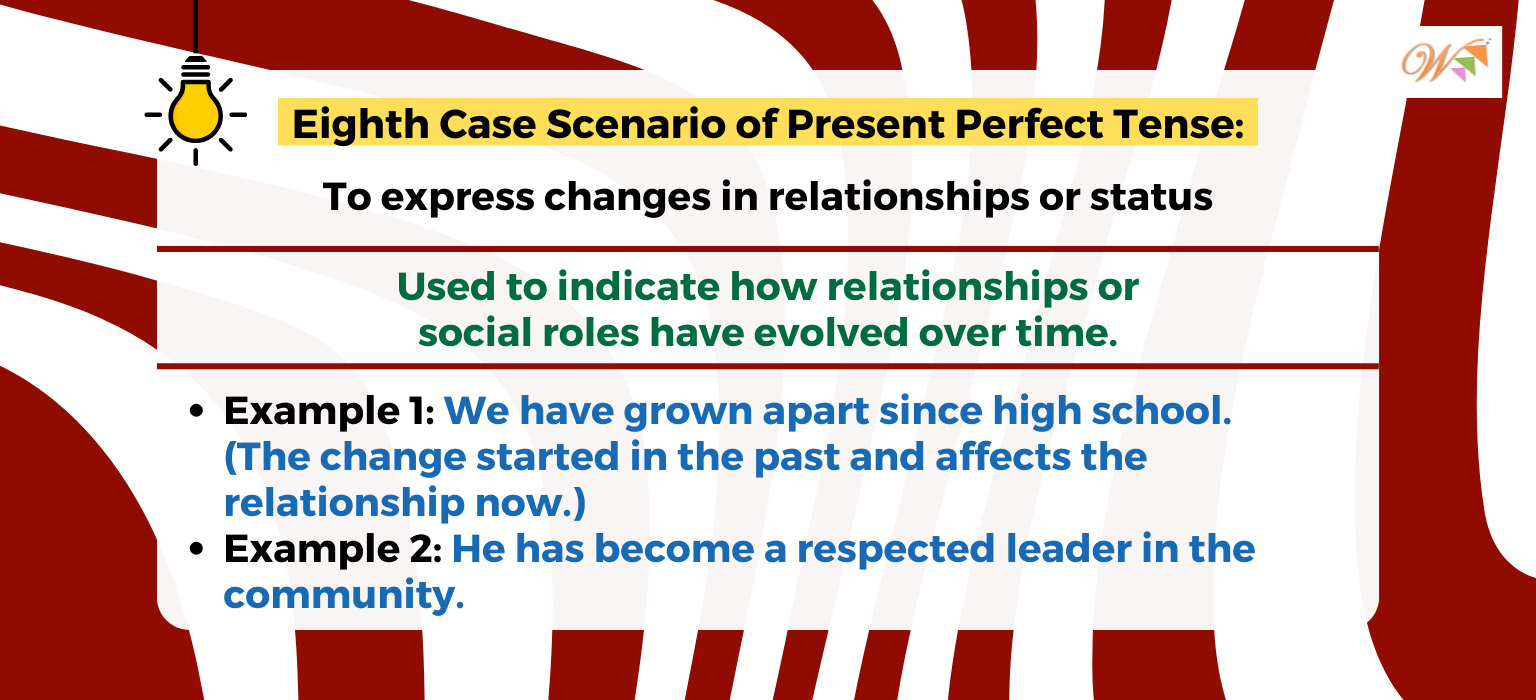 W
Eighth Case Scenario of Present Perfect Tense:
To express changes in relationships or status
Used to indicate how relationships or
social roles have evolved over time.
• Example 1: We have grown apart since high school.
(The change started in the past and affects the
relationship now.)
• Example 2: He has become a respected leader in the
community.